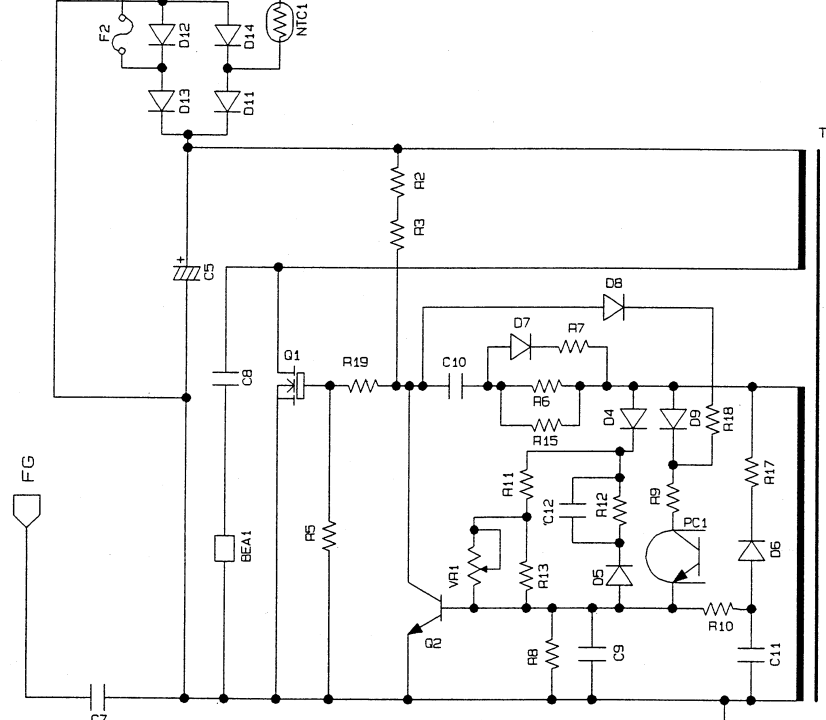 F2
D12
D14
NTC1
D13
D11
T
R2
R3
+
C5
D8
D7
R7
Q1
R19
C10
C8
R6
D4
D9
R18
R15
FG
R11
C12
R12
R9
R17
PC1
R5
BEA1
VR1
R13
D5
D6
R10
Q2
R8
C9
C11
C7